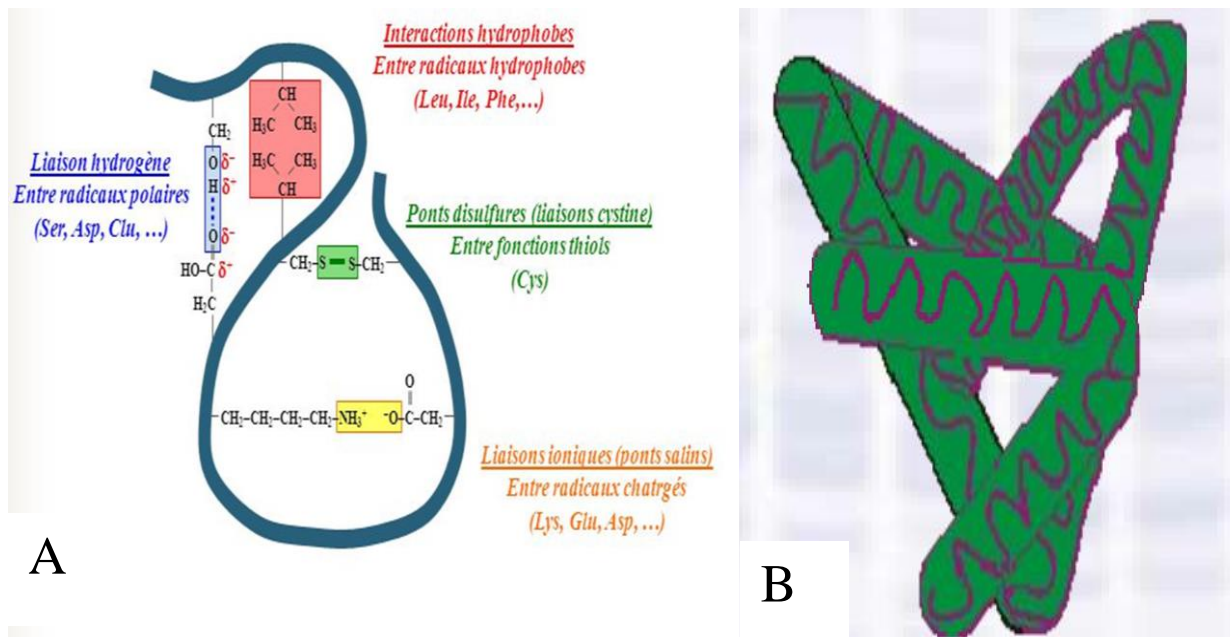 Interactions hydrophobes
Entre radicaux hydrophobes
(Leu, Ile, Phe,...)
CH
H₃C CH₃
H₃C CH₃
CH
Liaison hydrogène
Entre radicaux polaires
(Ser, Asp, Clu, ...)
CH₂
O δ⁻
H δ⁺
O δ⁻
HO-C δ⁺
H₂C
Ponts disulfures (liaisons cystine)
Entre fonctions thiols
(Cys)
CH₂-S S-CH₂
O
CH₂-CH₂-CH₂-CH₂-NH₃⁺ ⁻O-C-CH₂
Liaisons ioniques (ponts salins)
Entre radicaux chatrgés
(Lys, Glu, Asp, ...)
A
B